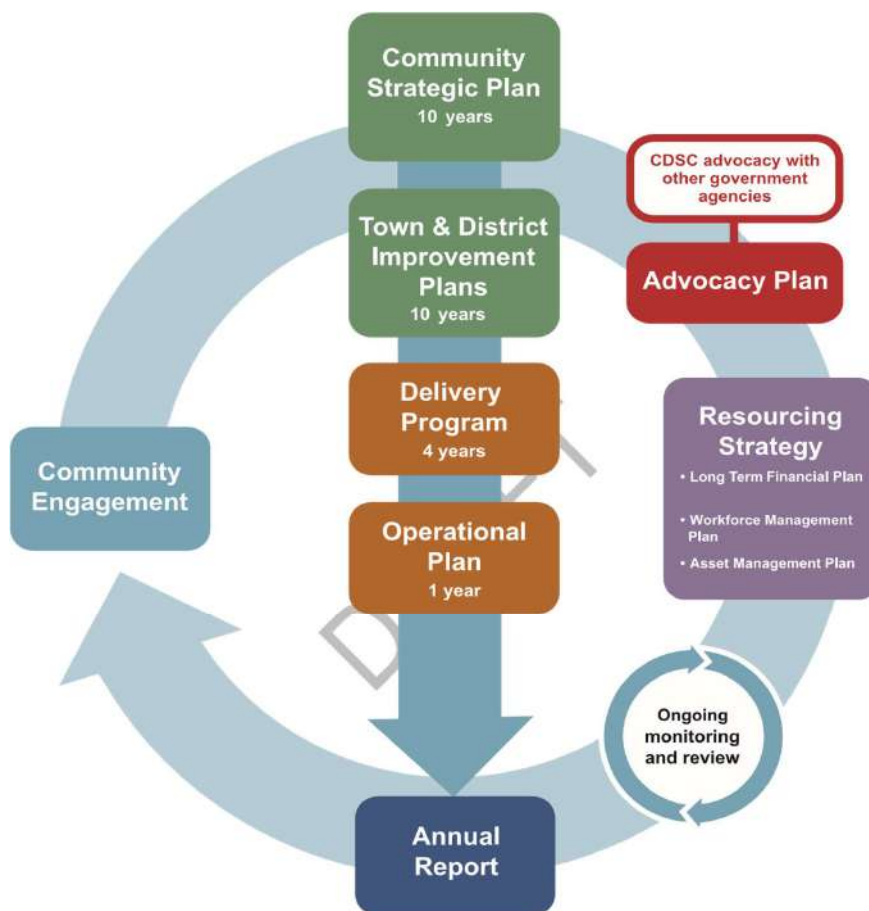 Community
Strategic Plan
10 years
CDSC advocacy with
other government
agencies
Advocacy Plan
Town & District
Improvement
Plans
10 years
Delivery
Program
4 years
Resourcing
Strategy
• Long Term Financial Plan
• Workforce Management
Plan
• Asset Management Plan
Community
Engagement
Operational
Plan
1 year
Ongoing
monitoring
and review
Annual
Report